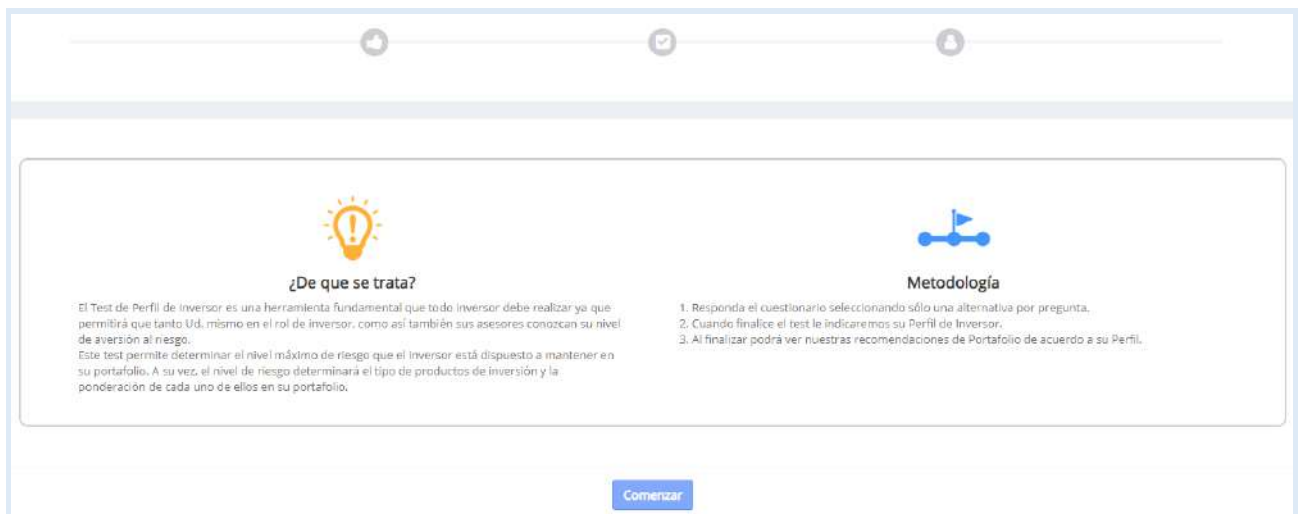 ¿De que se trata?
El Test de Perfil de Inversor es una herramienta fundamental que todo inversor debe realizar ya que
permitirá que tanto Ud. mismo en el rol de inversor, como así también sus asesores conozcan su nivel
de aversión al riesgo.
Este test permite determinar el nivel máximo de riesgo que el inversor está dispuesto a mantener en
su portafolio. A su vez, el nivel de riesgo determinará el tipo de productos de inversión y la
ponderación de cada uno de ellos en su portafolio.
Metodología
1. Responda el cuestionario seleccionando sólo una alternativa por pregunta.
2. Cuando finalice el test le indicaremos su Perfil de Inversor.
3. Al finalizar podrá ver nuestras recomendaciones de Portafolio de acuerdo a su Perfil.
Comenzar